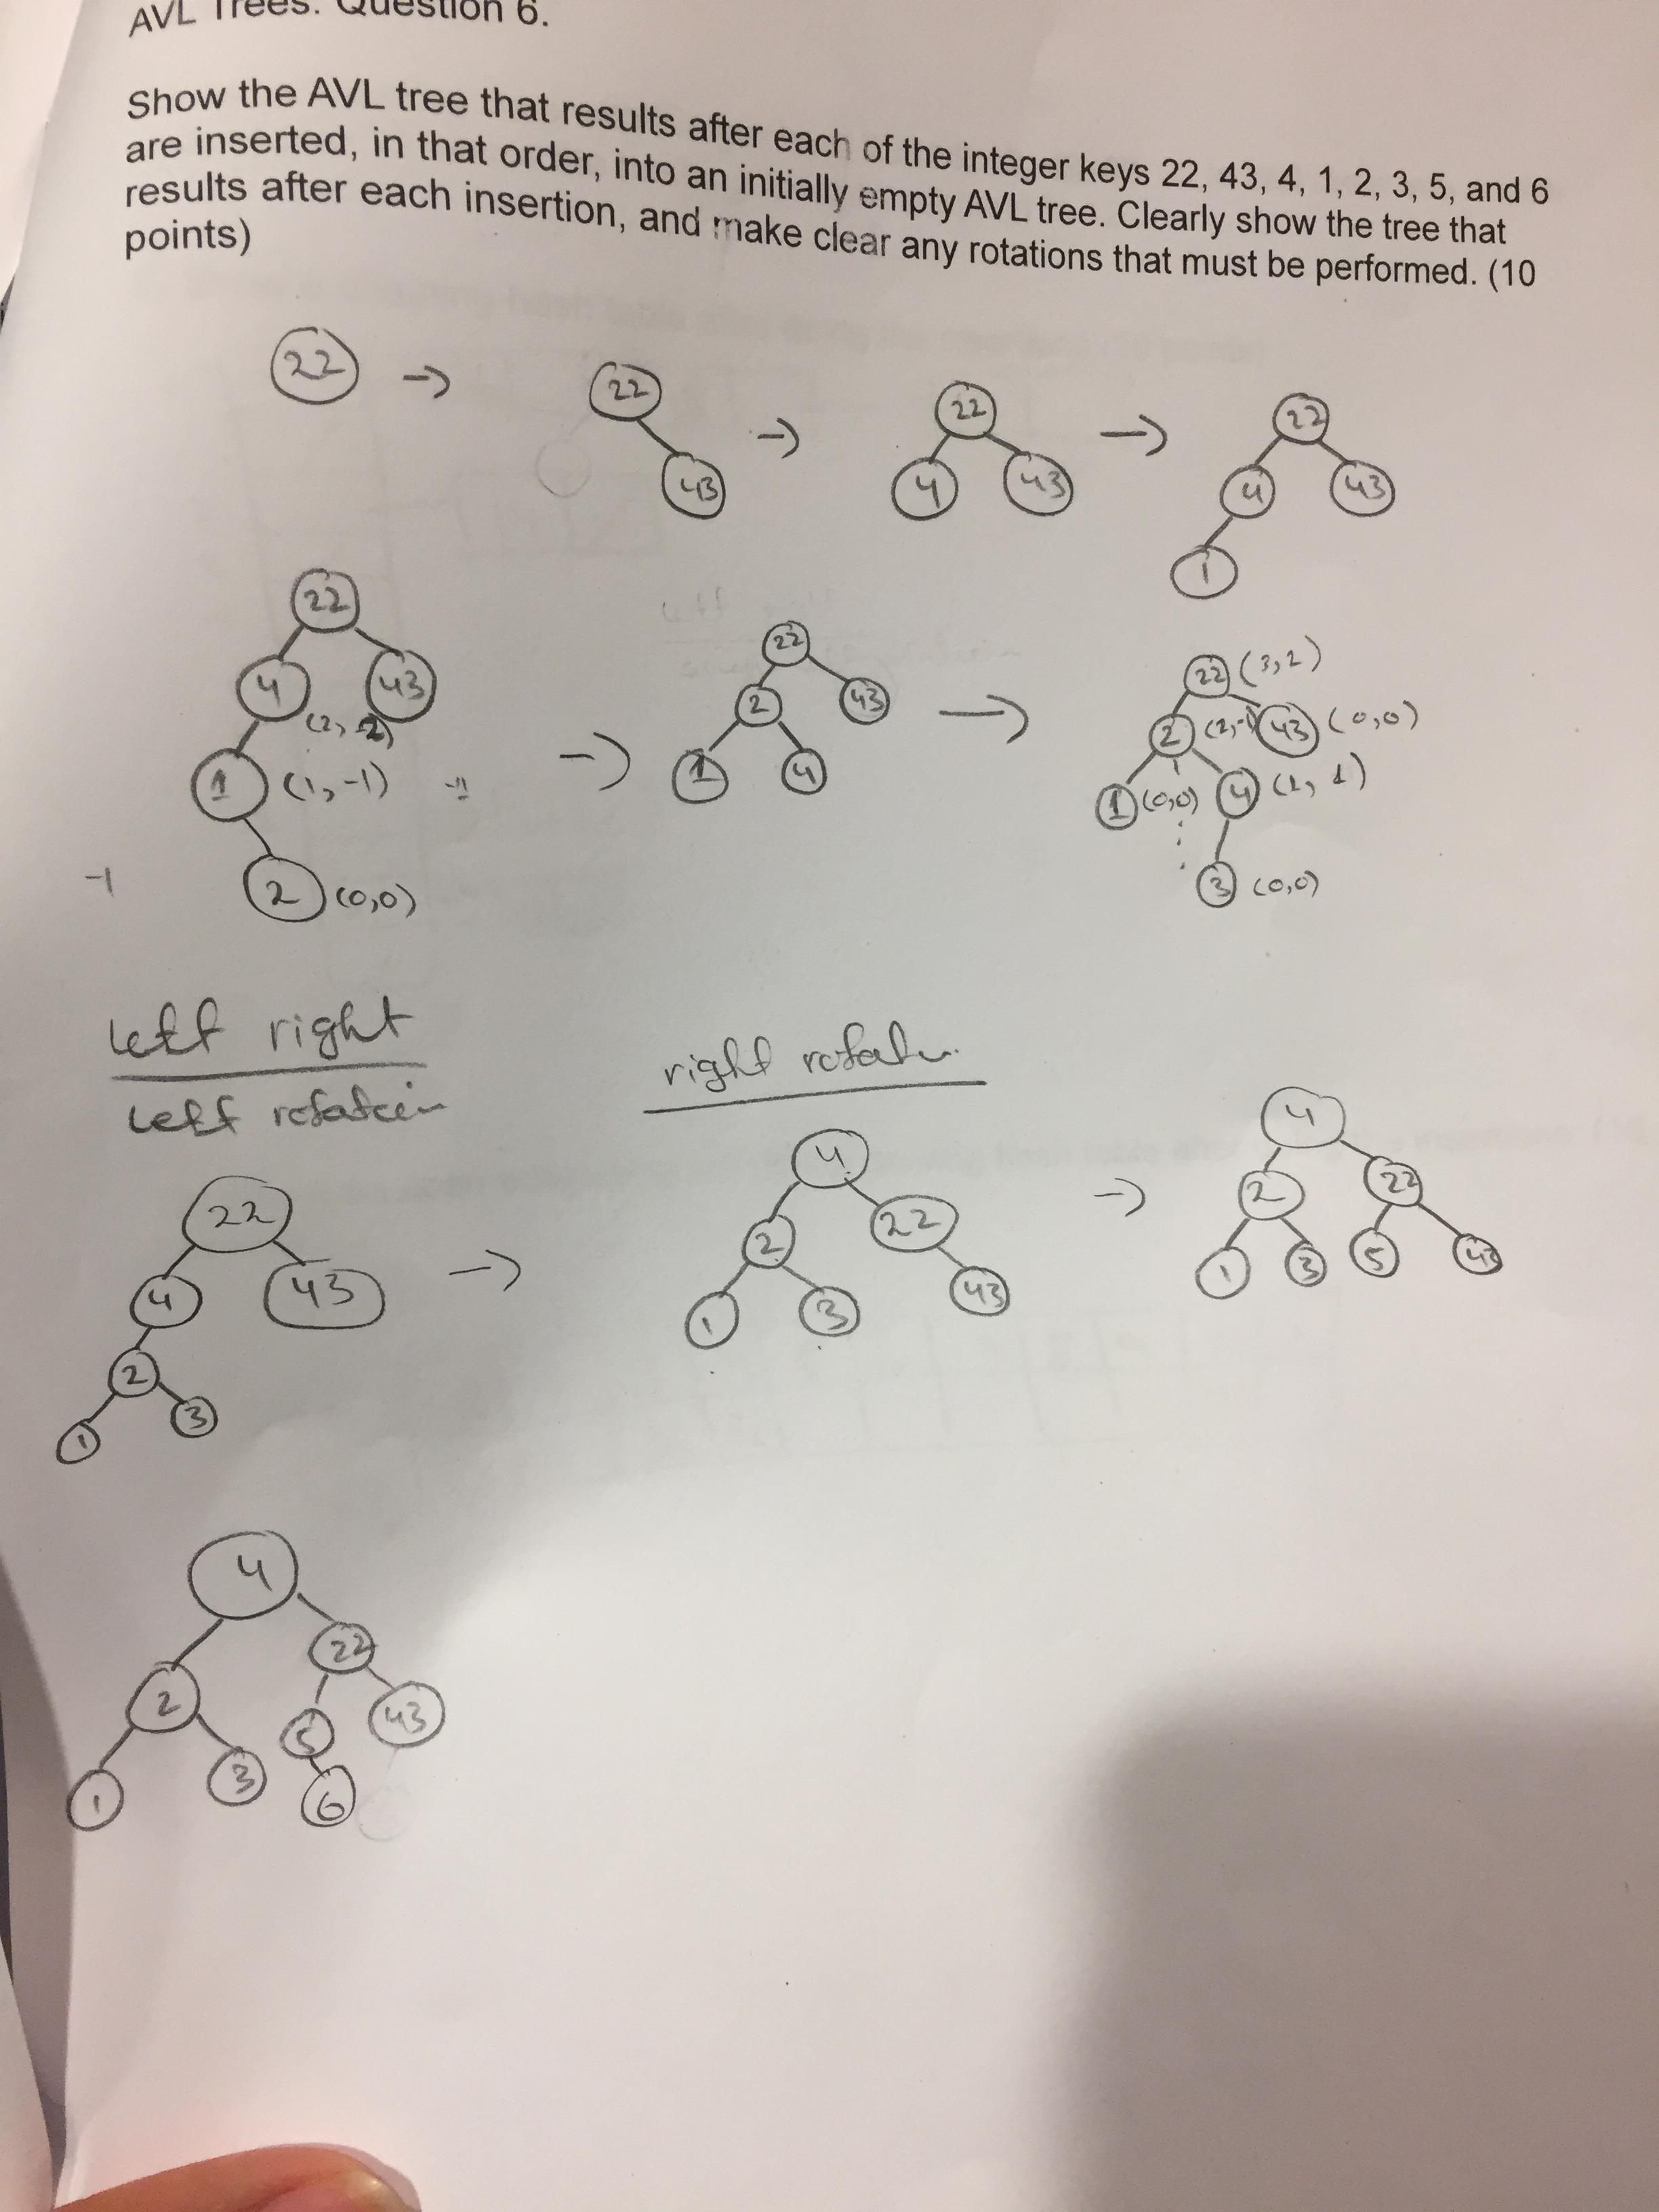 AVL Trees. Question 6.
Show the AVL tree that results after each of the integer keys 22, 43, 4, 1, 2, 3, 5, and 6
are inserted, in that order, into an initially empty AVL tree. Clearly show the tree that
results after each insertion, and make clear any rotations that must be performed. (10
points)
22 → 22 43 → 22 4 43 → 22 4 43 1
22
4 43
(2, 2)
1 (1, -1)
2 (0,0)
-1
→
22
2 43
1 4
→
22 (3,2)
2 (2,-1) 43 (0,0)
1 (0,0) 4 (1, 1)
3 (0,0)
left right
left rotation
right rotation
22
4 43
2
1 3
→
4
2 22
1 3 43
→
4
2 22
1 3 5 43
4
2 22
1 3 5 43
6